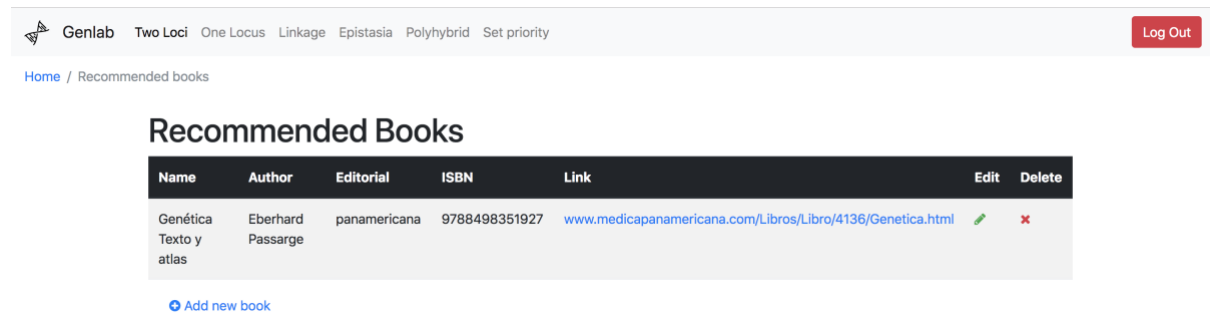 Genlab Two Loci One Locus Linkage Epistasia Polyhybrid Set priority Log Out
Home / Recommended books
Recommended Books
Name Author Editorial ISBN Link Edit Delete
Genética Eberhard panamericana 9788498351927 www.medicapanamericana.com/Libros/Libro/4136/Genetica.html
Texto y Passarge
atlas
Add new book